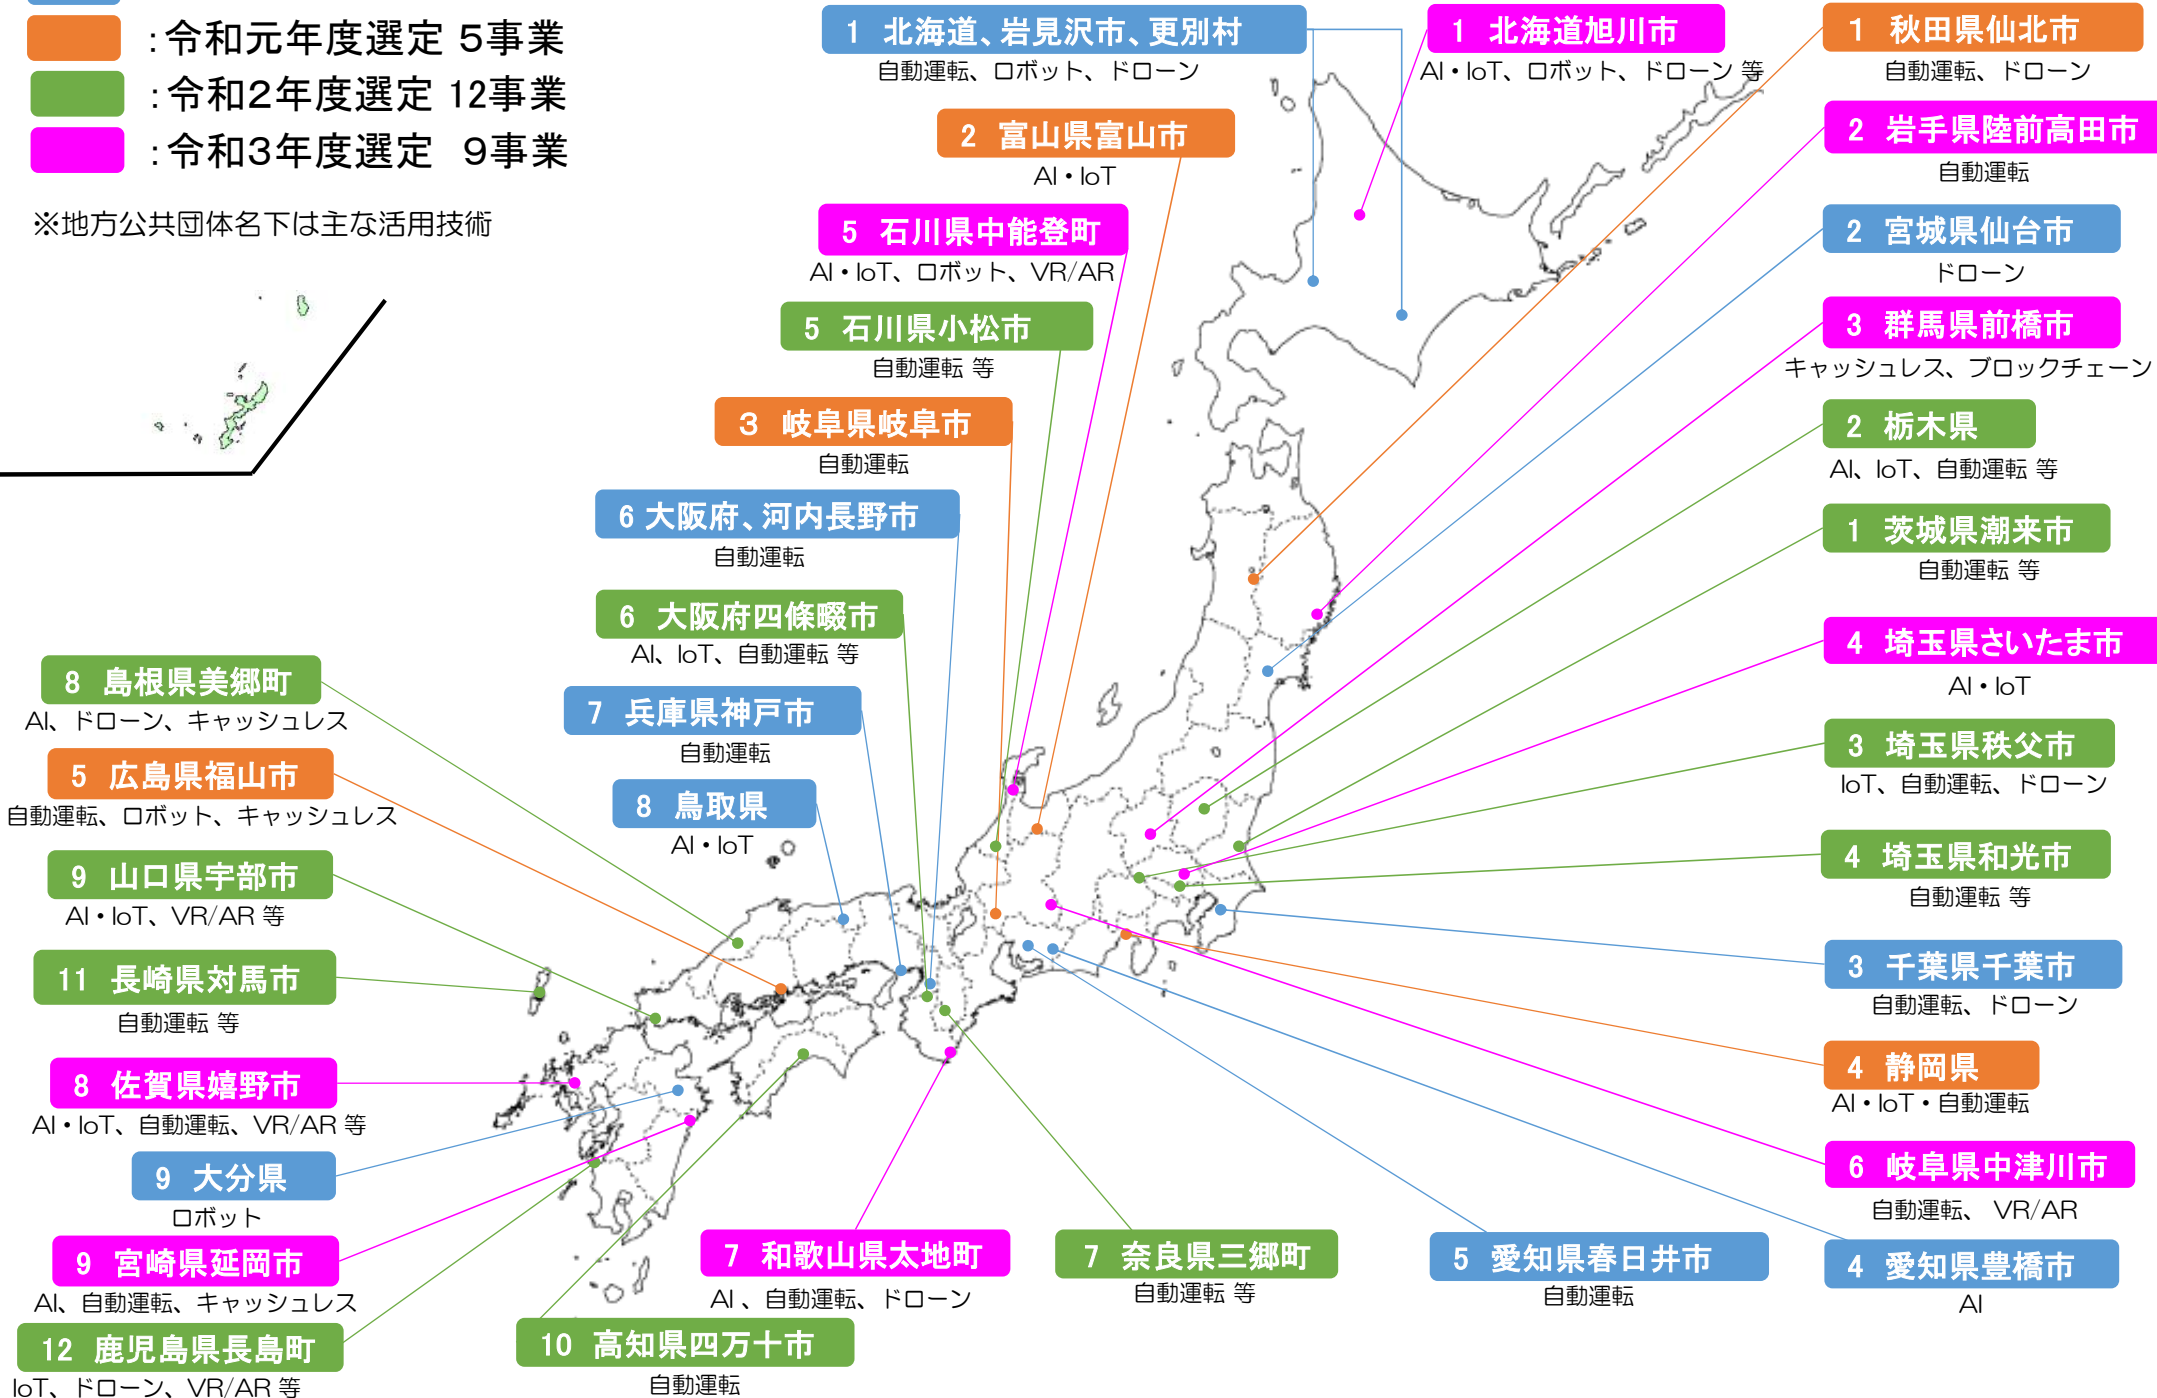 :令和元年度選定 5事業
:令和2年度選定 12事業
:令和3年度選定 9事業
※地方公共団体名下は主な活用技術
1 北海道、岩見沢市、更別村
自動運転、ロボット、ドローン
1 北海道旭川市
AI・IoT、ロボット、ドローン 等
1 秋田県仙北市
自動運転、ドローン
2 富山県富山市
AI・IoT
2 岩手県陸前高田市
自動運転
5 石川県中能登町
AI・IoT、ロボット、VR/AR
2 宮城県仙台市
ドローン
5 石川県小松市
自動運転 等
3 群馬県前橋市
キャッシュレス、ブロックチェーン
3 岐阜県岐阜市
自動運転
2 栃木県
AI、IoT、自動運転 等
6 大阪府、河内長野市
自動運転
1 茨城県潮来市
自動運転 等
6 大阪府四條畷市
AI、IoT、自動運転 等
4 埼玉県さいたま市
AI・IoT
8 島根県美郷町
AI、ドローン、キャッシュレス
7 兵庫県神戸市
自動運転
3 埼玉県秩父市
IoT、自動運転、ドローン
5 広島県福山市
自動運転、ロボット、キャッシュレス
8 鳥取県
AI・IoT
4 埼玉県和光市
自動運転 等
9 山口県宇部市
AI・IoT、VR/AR 等
3 千葉県千葉市
自動運転、ドローン
11 長崎県対馬市
自動運転 等
4 静岡県
AI・IoT・自動運転
8 佐賀県嬉野市
AI・IoT、自動運転、VR/AR 等
6 岐阜県中津川市
自動運転、 VR/AR
9 大分県
ロボット
9 宮崎県延岡市
AI、自動運転、キャッシュレス
7 和歌山県太地町
AI 、自動運転、ドローン
7 奈良県三郷町
自動運転 等
5 愛知県春日井市
自動運転
4 愛知県豊橋市
AI
12 鹿児島県長島町
IoT、ドローン、VR/AR 等
10 高知県四万十市
自動運転